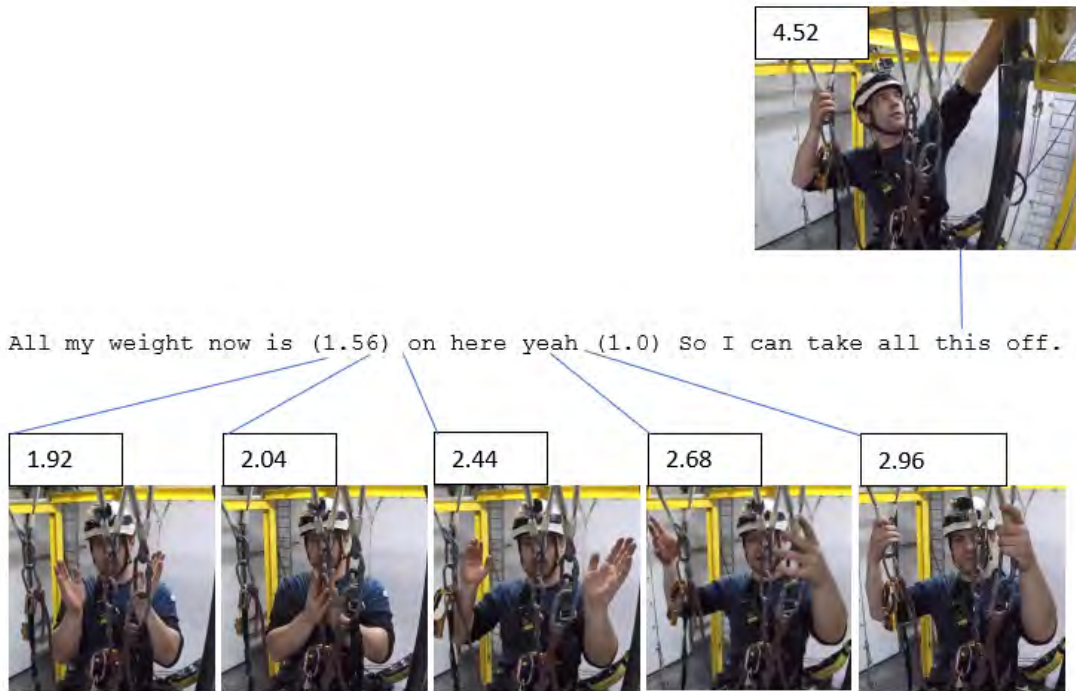 4.52
All my weight now is (1.56) on here yeah (1.0) So I can take all this off.
1.92 2.04 2.44 2.68 2.96